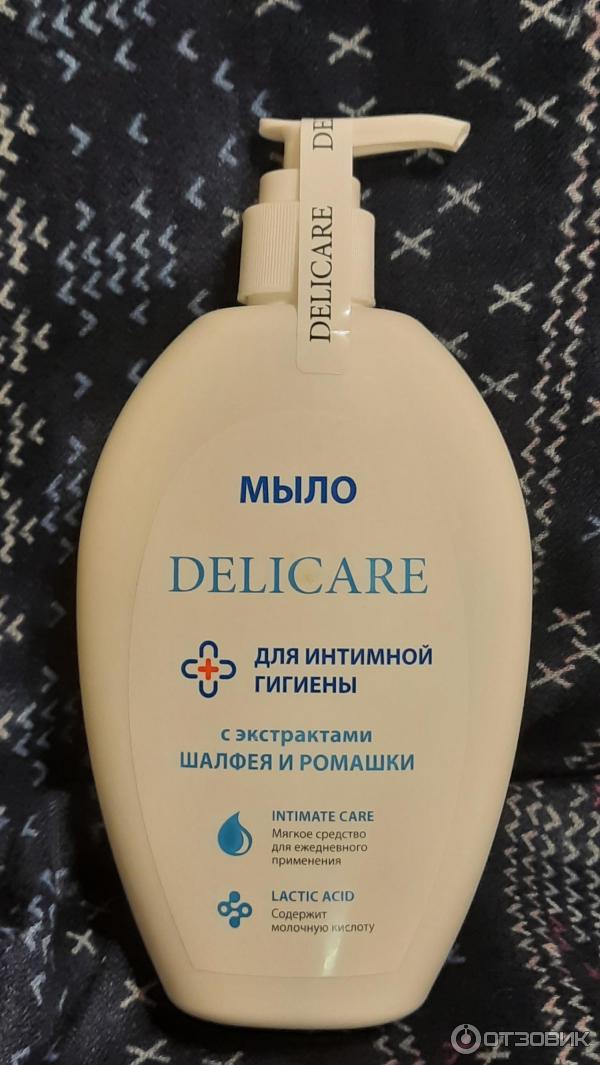 DE
DELICARE
МЫЛО
DELICARE
ДЛЯ ИНТИМНОЙ
ГИГИЕНЫ
с экстрактами
ШАЛФЕЯ И РОМАШКИ
INTIMATE CARE
Мягкое средство
для ежедневного
применения
LACTIC ACID
Содержит
молочную кислоту
ОТЗОВИК